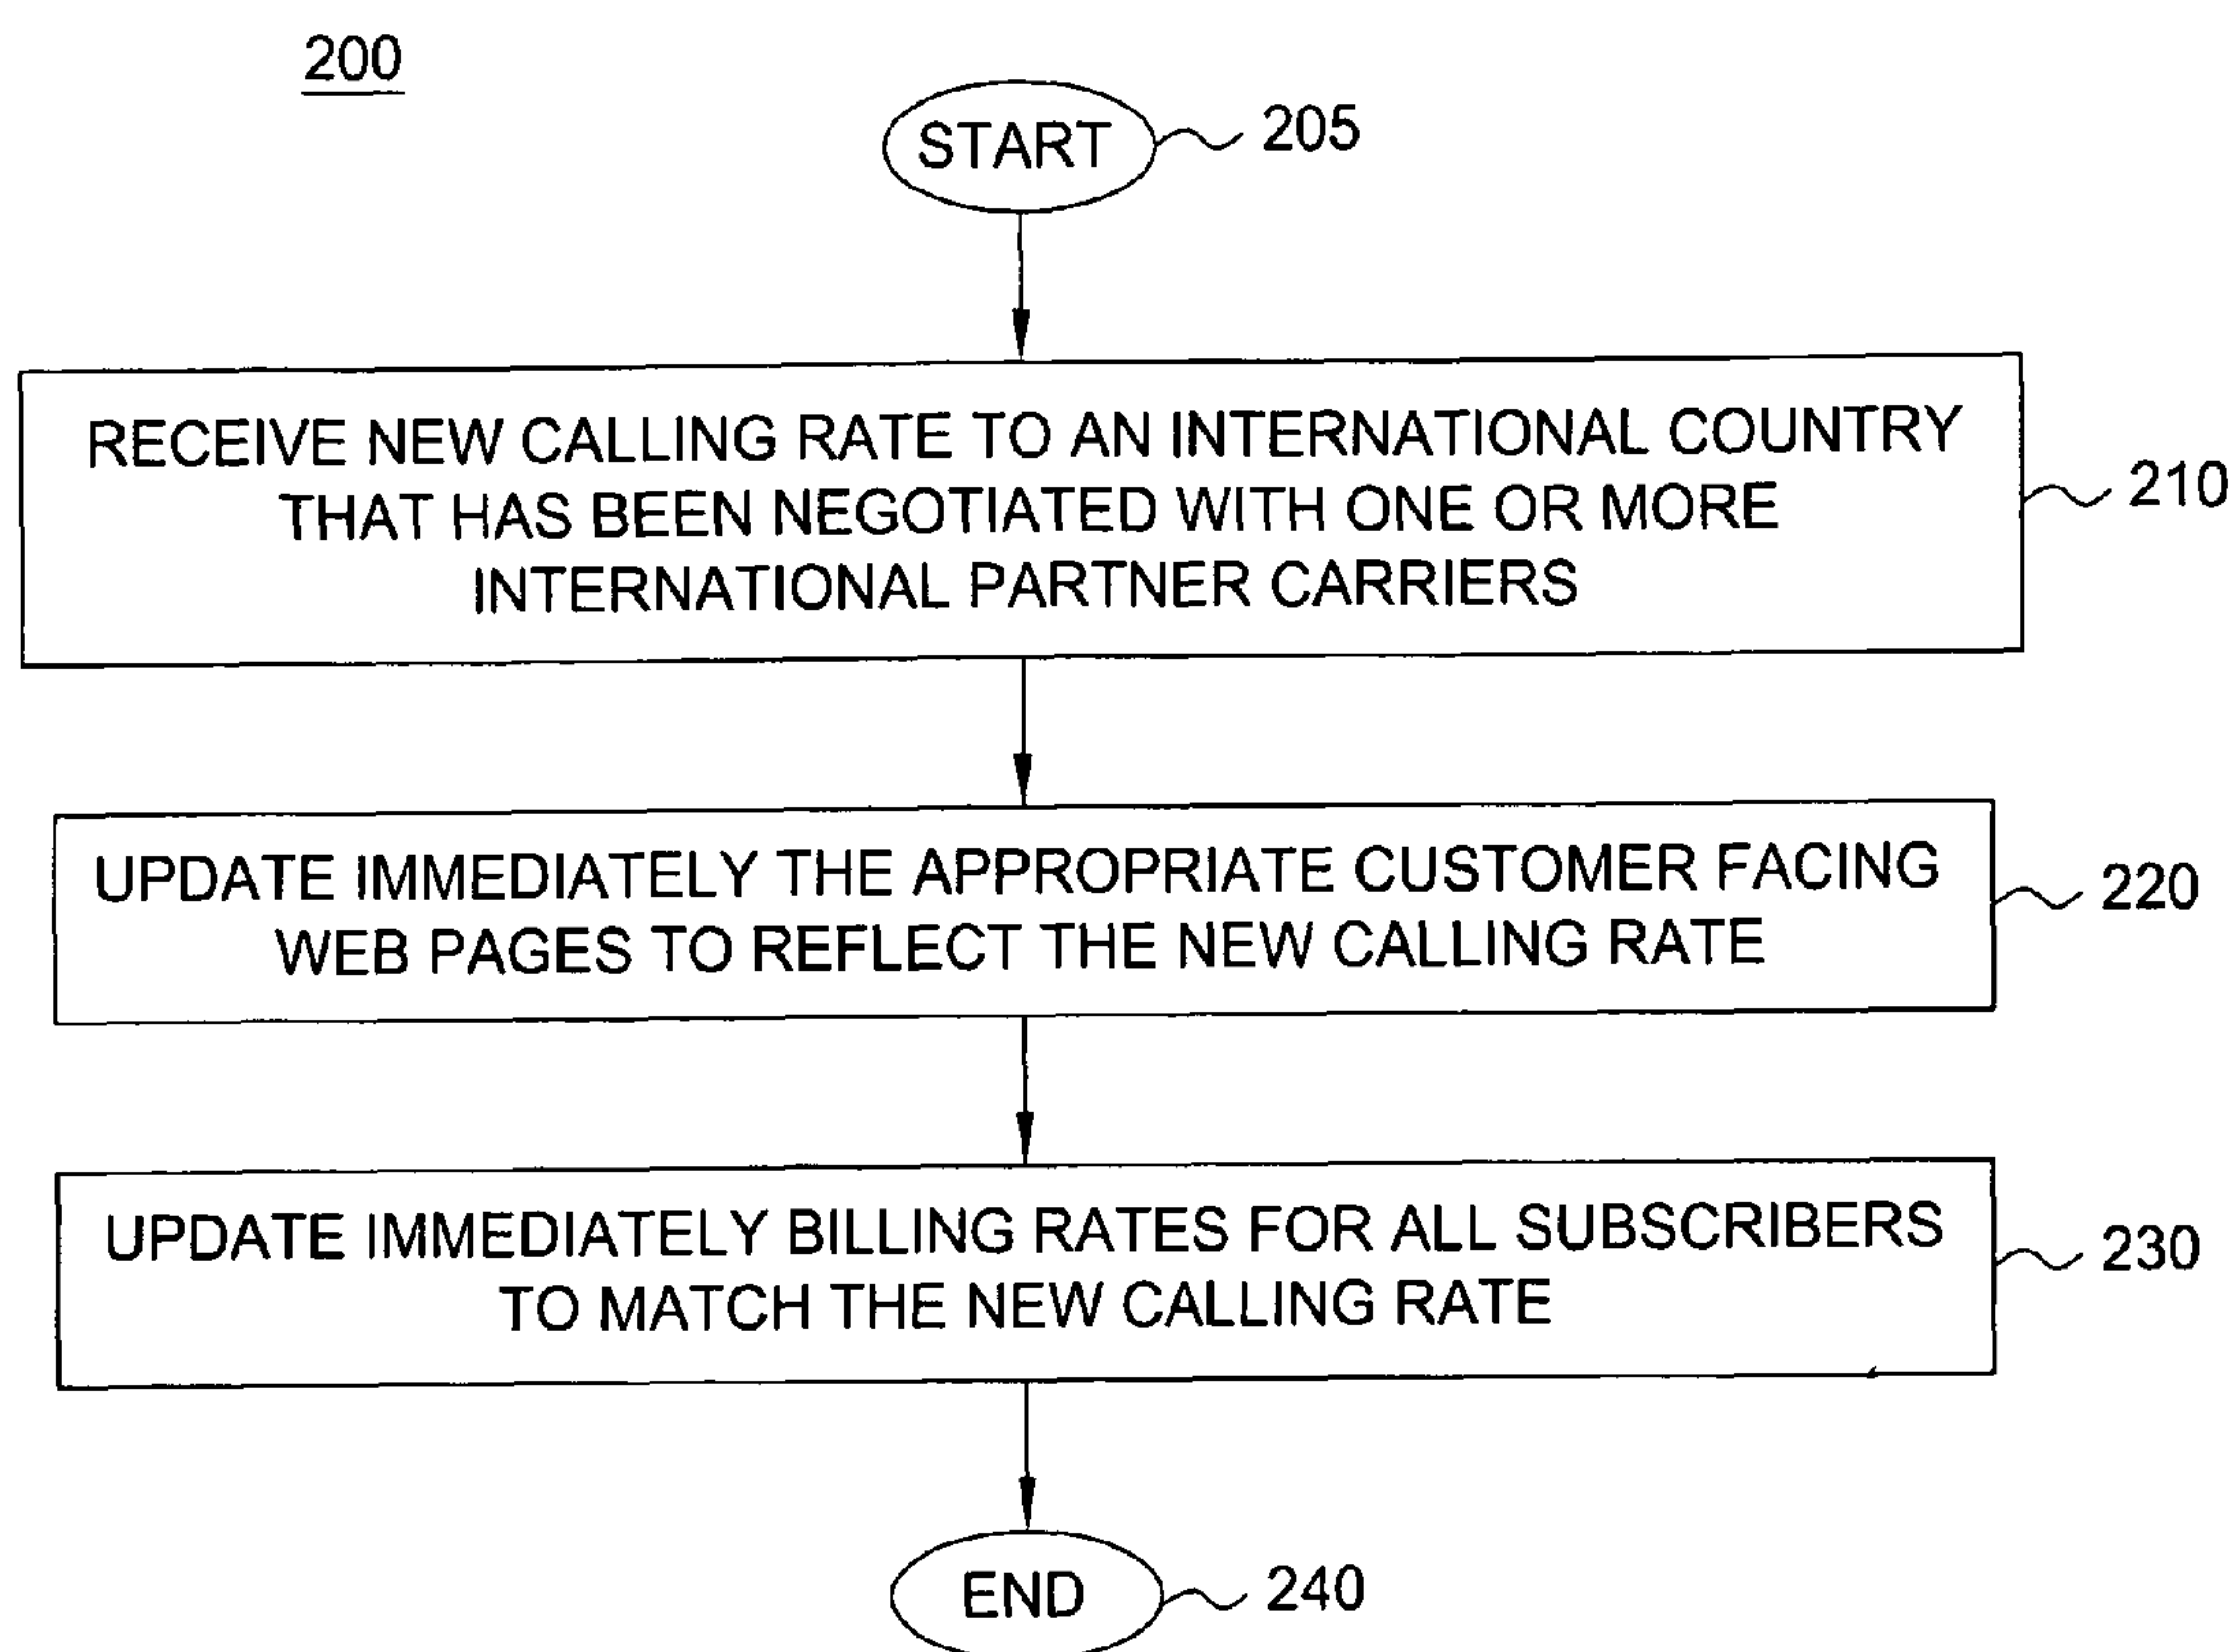 200
START
205
RECEIVE NEW CALLING RATE TO AN INTERNATIONAL COUNTRY
THAT HAS BEEN NEGOTIATED WITH ONE OR MORE
INTERNATIONAL PARTNER CARRIERS
210
UPDATE IMMEDIATELY THE APPROPRIATE CUSTOMER FACING
WEB PAGES TO REFLECT THE NEW CALLING RATE
220
UPDATE IMMEDIATELY BILLING RATES FOR ALL SUBSCRIBERS
TO MATCH THE NEW CALLING RATE
230
END
240